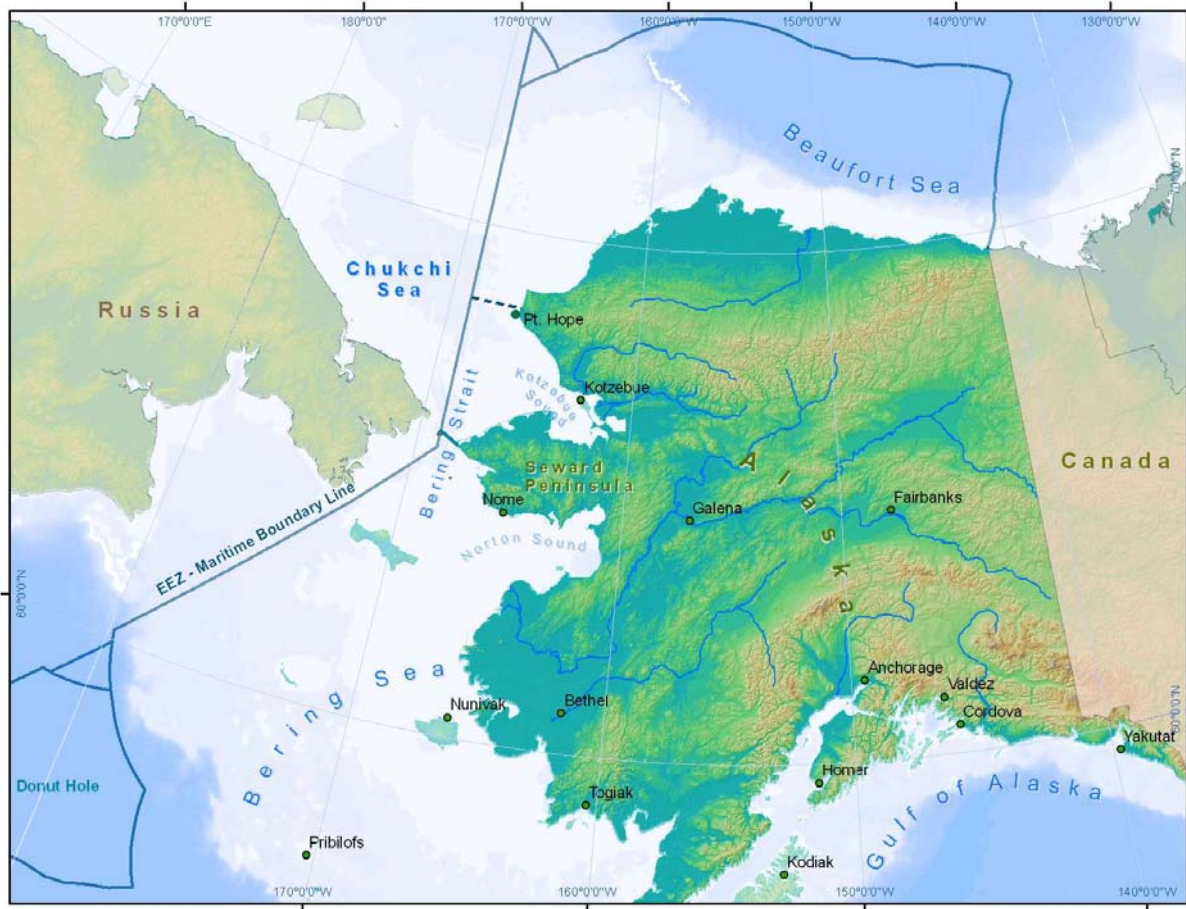 170°0'0"E
180°0'0"
170°0'0"W
160°0'0"W
150°0'0"W
140°0'0"W
130°0'0"W
Beaufort Sea
Chukchi
Sea
Russia
Pt. Hope
Kotzebue
Kotzebue
Sound
Bering Strait
Seward
Peninsula
Alaska
Canada
Nome
Galena
Fairbanks
Norton Sound
EEZ - Maritime Boundary Line
60°0'0"N
Bering Sea
Anchorage
Valdez
Nunivak
Bethel
Cordova
Yakutat
Donut Hole
Homer
Togiak
Gulf of Alaska
Pribilofs
Kodiak
170°0'0"W
160°0'0"W
150°0'0"W
140°0'0"W